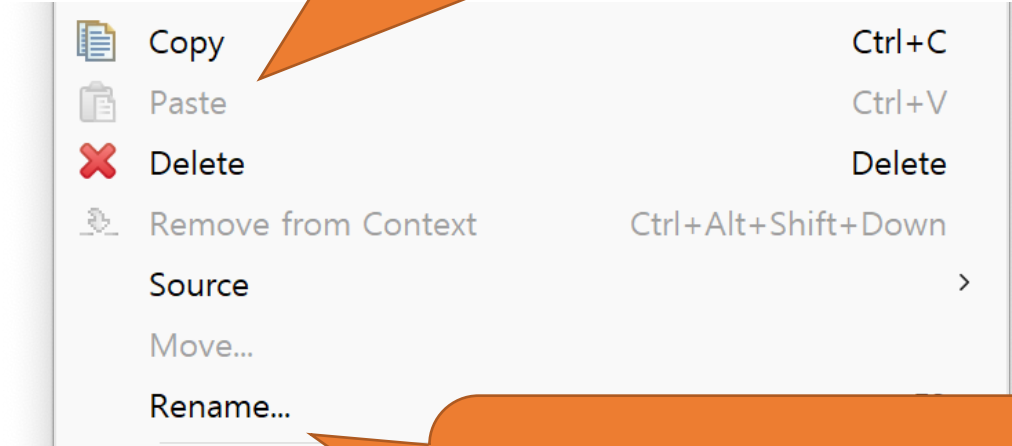 Copy Ctrl+C
Paste Ctrl+V
Delete Delete
Remove from Context Ctrl+Alt+Shift+Down
Source
Move...
Rename...